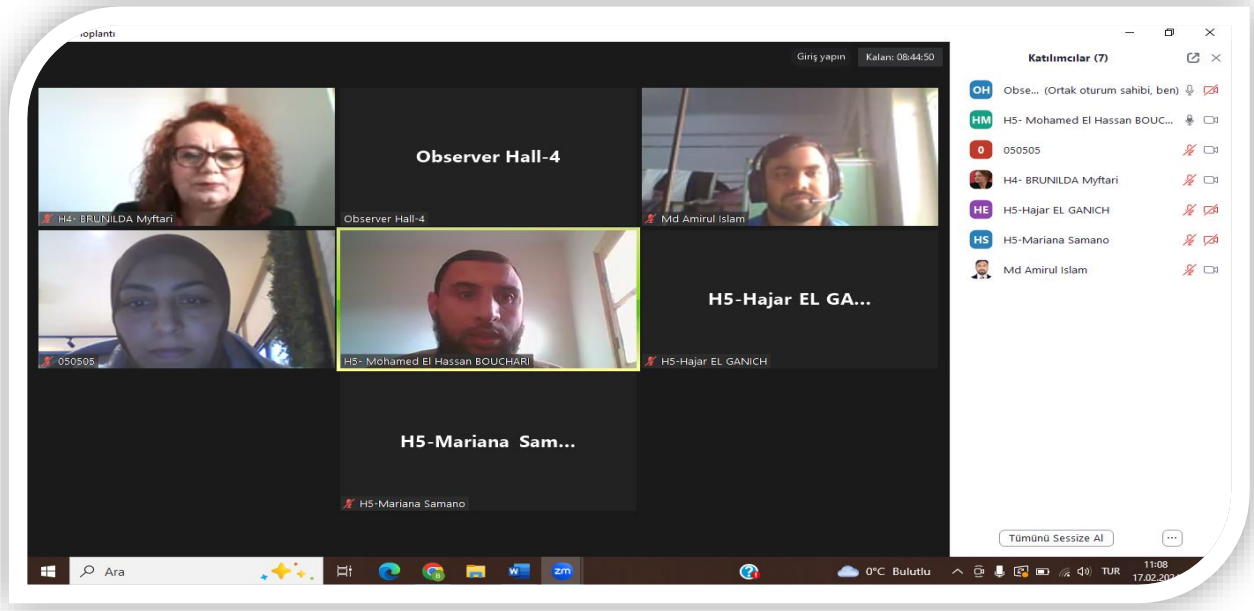 oplantı
Giriş yapın
Kalan: 08:44:50
H4- BRUNILDA Myftari
Observer Hall-4
Observer Hall-4
Md Amirul Islam
050505
H5- Mohamed El Hassan BOUCHARI
H5-Hajar EL GA...
H5-Hajar EL GANICH
H5-Mariana Sam...
H5-Mariana Samano
Katılımcılar (7)
OH Obse... (Ortak oturum sahibi, ben)
HM H5- Mohamed El Hassan BOUC...
0 050505
H4- BRUNILDA Myftari
HE H5-Hajar EL GANICH
HS H5-Mariana Samano
Md Amirul Islam
Tümünü Sessize Al
Ara
zm
0°C Bulutlu
TUR
11:08
17.02.202